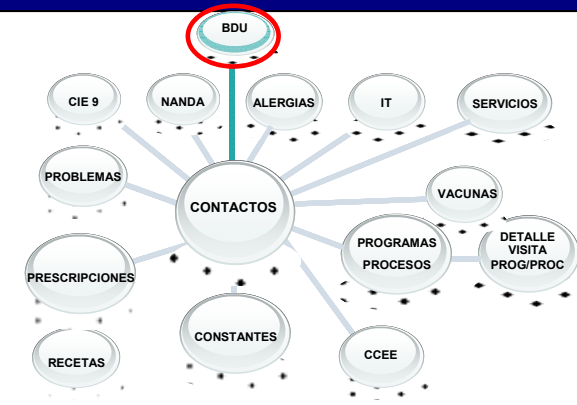 BDU
CIE 9
NANDA
ALERGIAS
IT
SERVICIOS
PROBLEMAS
VACUNAS
CONTACTOS
PROGRAMAS
PROCESOS
DETALLE
VISITA
PROG/PROC
PRESCRIPCIONES
CONSTANTES
RECETAS
CCEE